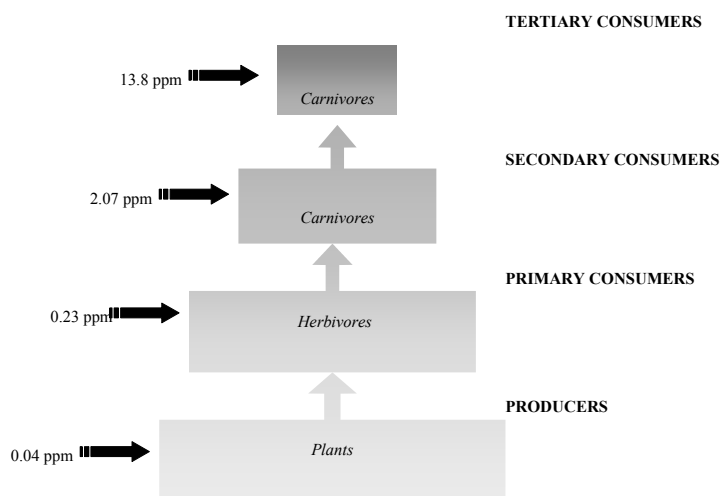 TERTIARY CONSUMERS
13.8 ppm
Carnivores
SECONDARY CONSUMERS
2.07 ppm
Carnivores
PRIMARY CONSUMERS
0.23 ppm
Herbivores
PRODUCERS
Plants
0.04 ppm